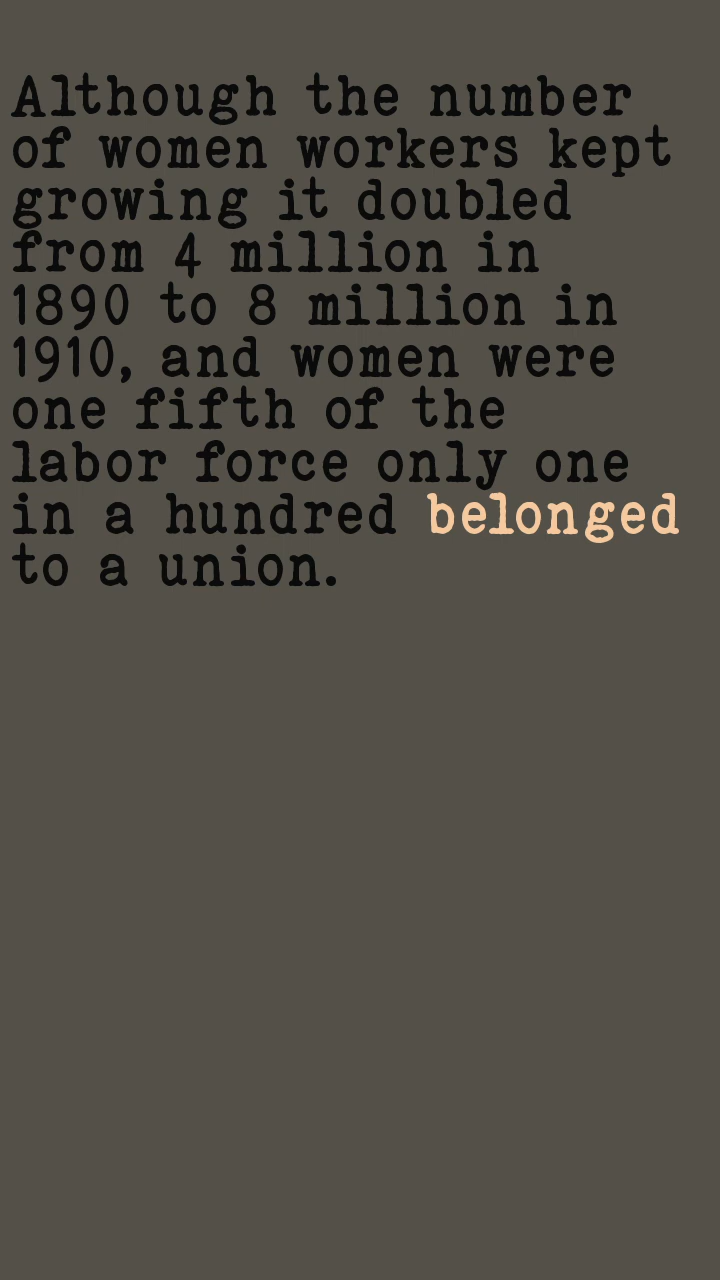 Although the number
of women workers kept
growing it doubled
from 4 million in
1890 to 8 million in
1910, and women were
one fifth of the
labor force only one
in a hundred belonged
to a union.